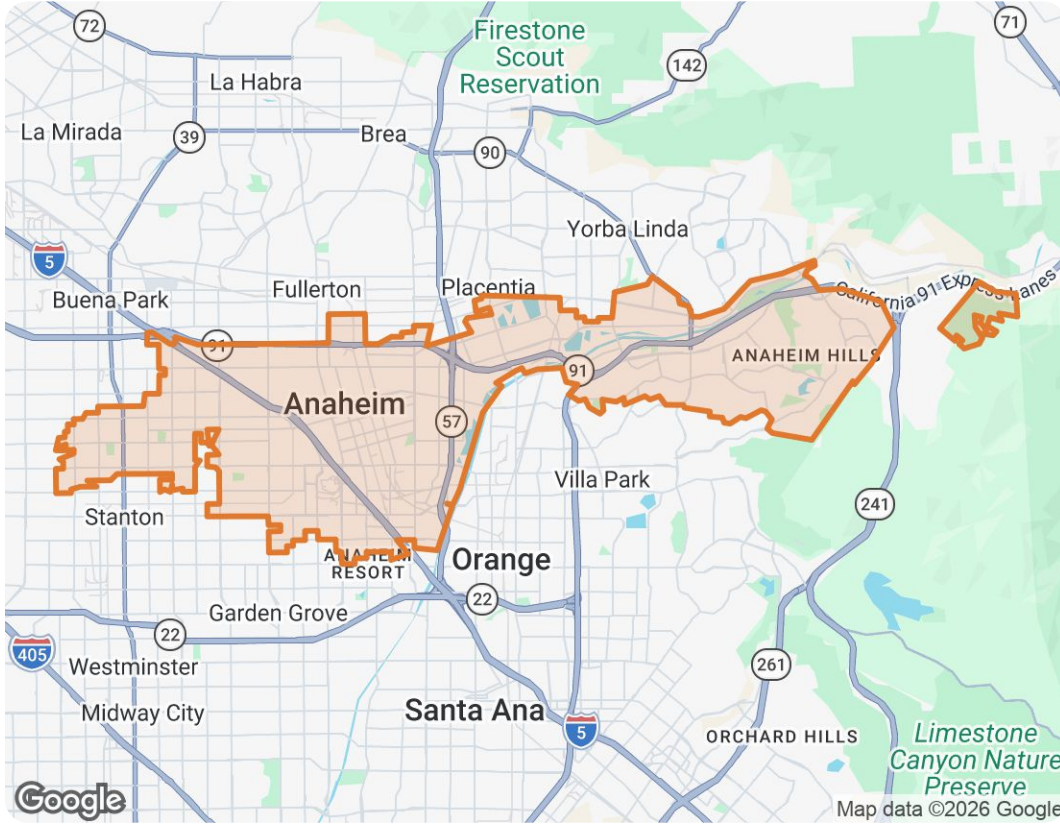 72
71
Firestone
Scout
Reservation
142
La Habra
La Mirada
39
Brea
90
Yorba Linda
5
Buena Park
Fullerton
Placentia
California 91 Express Lanes
91
ANAHEIM HILLS
91
Anaheim
57
Villa Park
241
Stanton
ANAHEIM
RESORT
Orange
22
Garden Grove
22
405
Westminster
261
Midway City
Santa Ana
5
ORCHARD HILLS
Limestone
Canyon Nature
Preserve
Google
Map data ©2026 Google